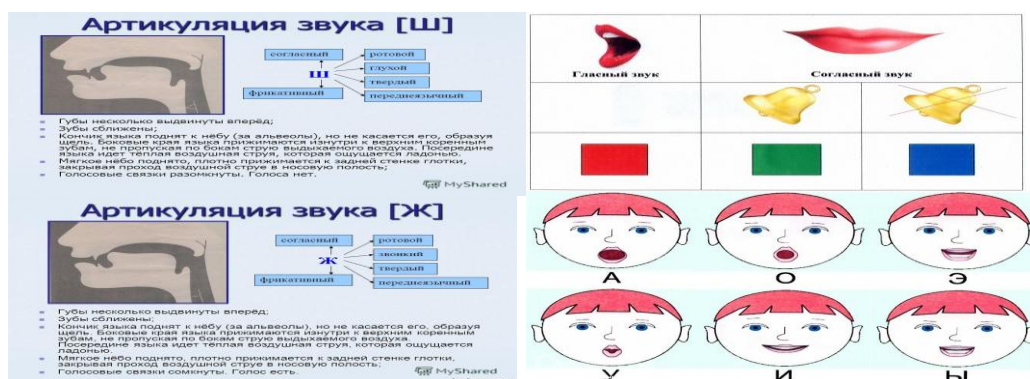 Артикуляция звука [Ш]
согласный
ротовой
глухой
Ш
твердый
фрикативный
переднеязычный
Губы несколько выдвинуты вперёд;
Зубы сближены;
Кончик языка поднят к нёбу (за альвеолы), но не касается его, образуя
щель. Боковые края языка прижимаются изнутри к верхним коренным
зубам, не пропуская по бокам струю выдыхаемого воздуха. Посередине
языка идет тёплая воздушная струя, которая ощущается ладонью.
Мягкое нёбо поднято, плотно прижимается к задней стенке глотки,
закрывая проход воздушной струе в носовую полость;
Голосовые связки разомкнуты. Голоса нет.
MyShared
Артикуляция звука [Ж]
согласный
ротовой
звонкий
Ж
твердый
фрикативный
переднеязычный
Губы несколько выдвинуты вперёд;
Зубы сближены;
Кончик языка поднят к нёбу (за альвеолы), но не касается его, образуя
щель. Боковые края языка прижимаются изнутри к верхним коренным
зубам, не пропуская по бокам струю выдыхаемого воздуха.
Посередине языка идет тёплая воздушная струя, которая ощущается
ладонью.
Мягкое нёбо поднято, плотно прижимается к задней стенке глотки,
закрывая проход воздушной струе в носовую полость;
Голосовые связки сомкнуты. Голос есть.
MyShared
Гласный звук
Согласный звук
А
О
Э
У
И
Ы